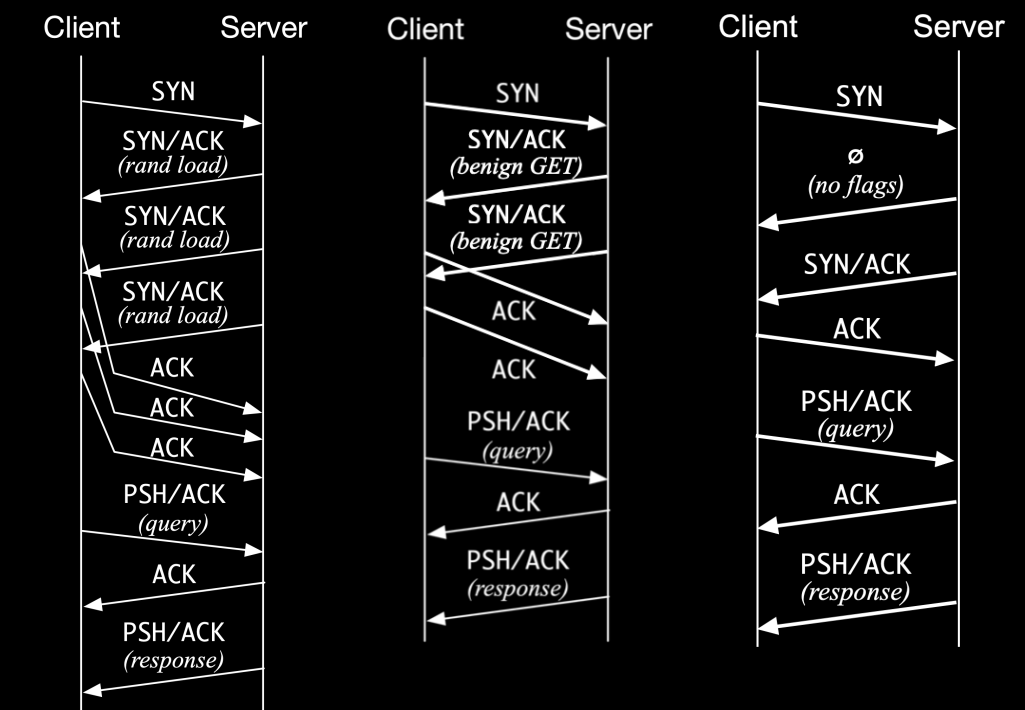 Client
Server
SYN
SYN/ACK
(rand load)
SYN/ACK
(rand load)
SYN/ACK
(rand load)
ACK
ACK
ACK
PSH/ACK
(query)
ACK
PSH/ACK
(response)
Client
Server
SYN
SYN/ACK
(benign GET)
SYN/ACK
(benign GET)
ACK
ACK
PSH/ACK
(query)
ACK
PSH/ACK
(response)
Client
Server
SYN
ø
(no flags)
SYN/ACK
ACK
PSH/ACK
(query)
ACK
PSH/ACK
(response)